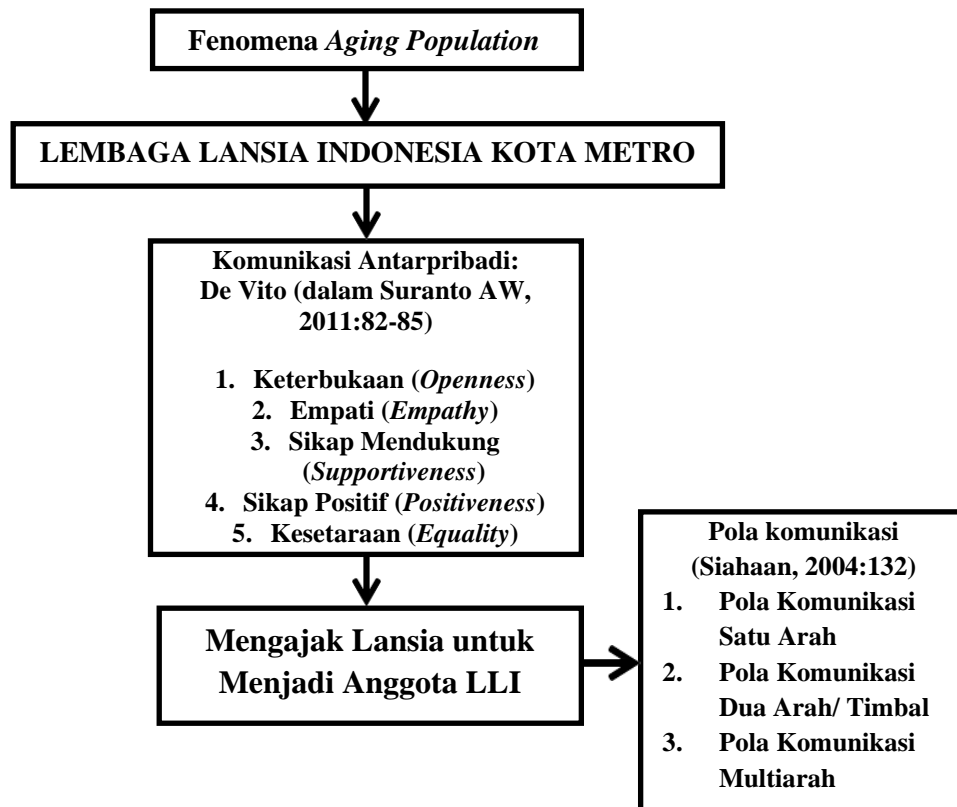 Fenomena Aging Population
LEMBAGA LANSIA INDONESIA KOTA METRO
Komunikasi Antarpribadi:
De Vito (dalam Suranto AW,
2011:82-85)
1. Keterbukaan (Openness)
2. Empati (Empathy)
3. Sikap Mendukung
(Supportiveness)
4. Sikap Positif (Positiveness)
5. Kesetaraan (Equality)
Mengajak Lansia untuk
Menjadi Anggota LLI
Pola komunikasi
(Siahaan, 2004:132)
1. Pola Komunikasi
Satu Arah
2. Pola Komunikasi
Dua Arah/ Timbal
3. Pola Komunikasi
Multiarah